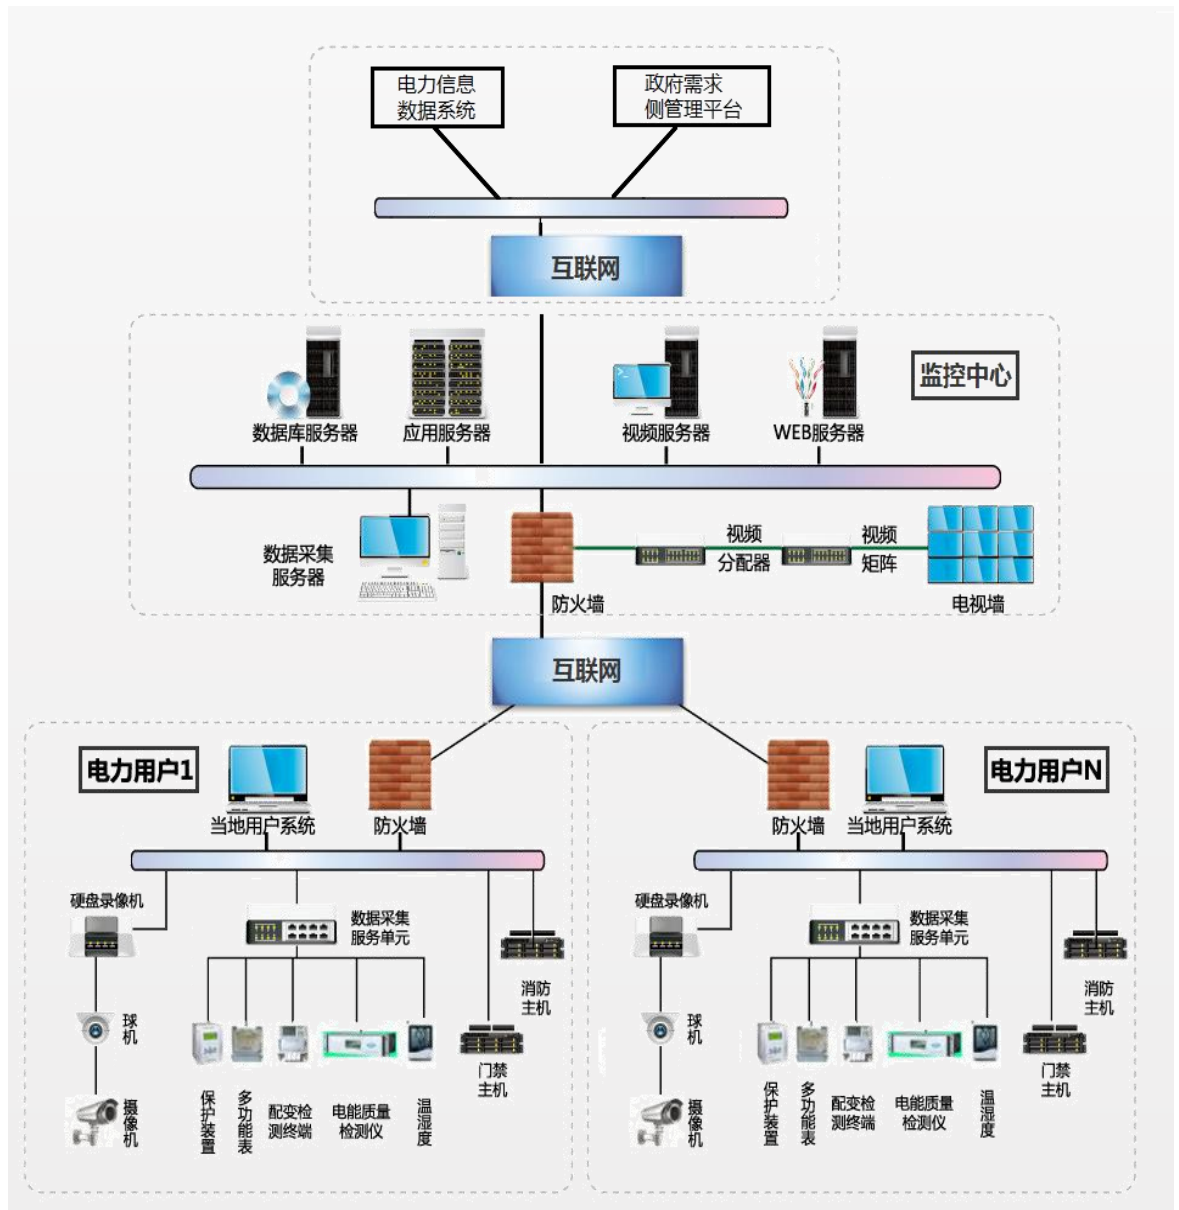 电力信息
数据系统
政府需求
侧管理平台
互联网
监控中心
数据库服务器
应用服务器
视频服务器
WEB服务器
数据采集
服务器
防火墙
视频
分配器
视频
矩阵
电视墙
互联网
电力用户1
当地用户系统
防火墙
硬盘录像机
数据采集
服务单元
消防
主机
球机
门禁
主机
摄像机
保护装置
多功能表
配变检
测终端
电能质量
检测仪
温湿度
电力用户N
防火墙
当地用户系统
硬盘录像机
数据采集
服务单元
消防
主机
球机
门禁
主机
摄像机
保护装置
多功能表
配变检
测终端
电能质量
检测仪
温湿度